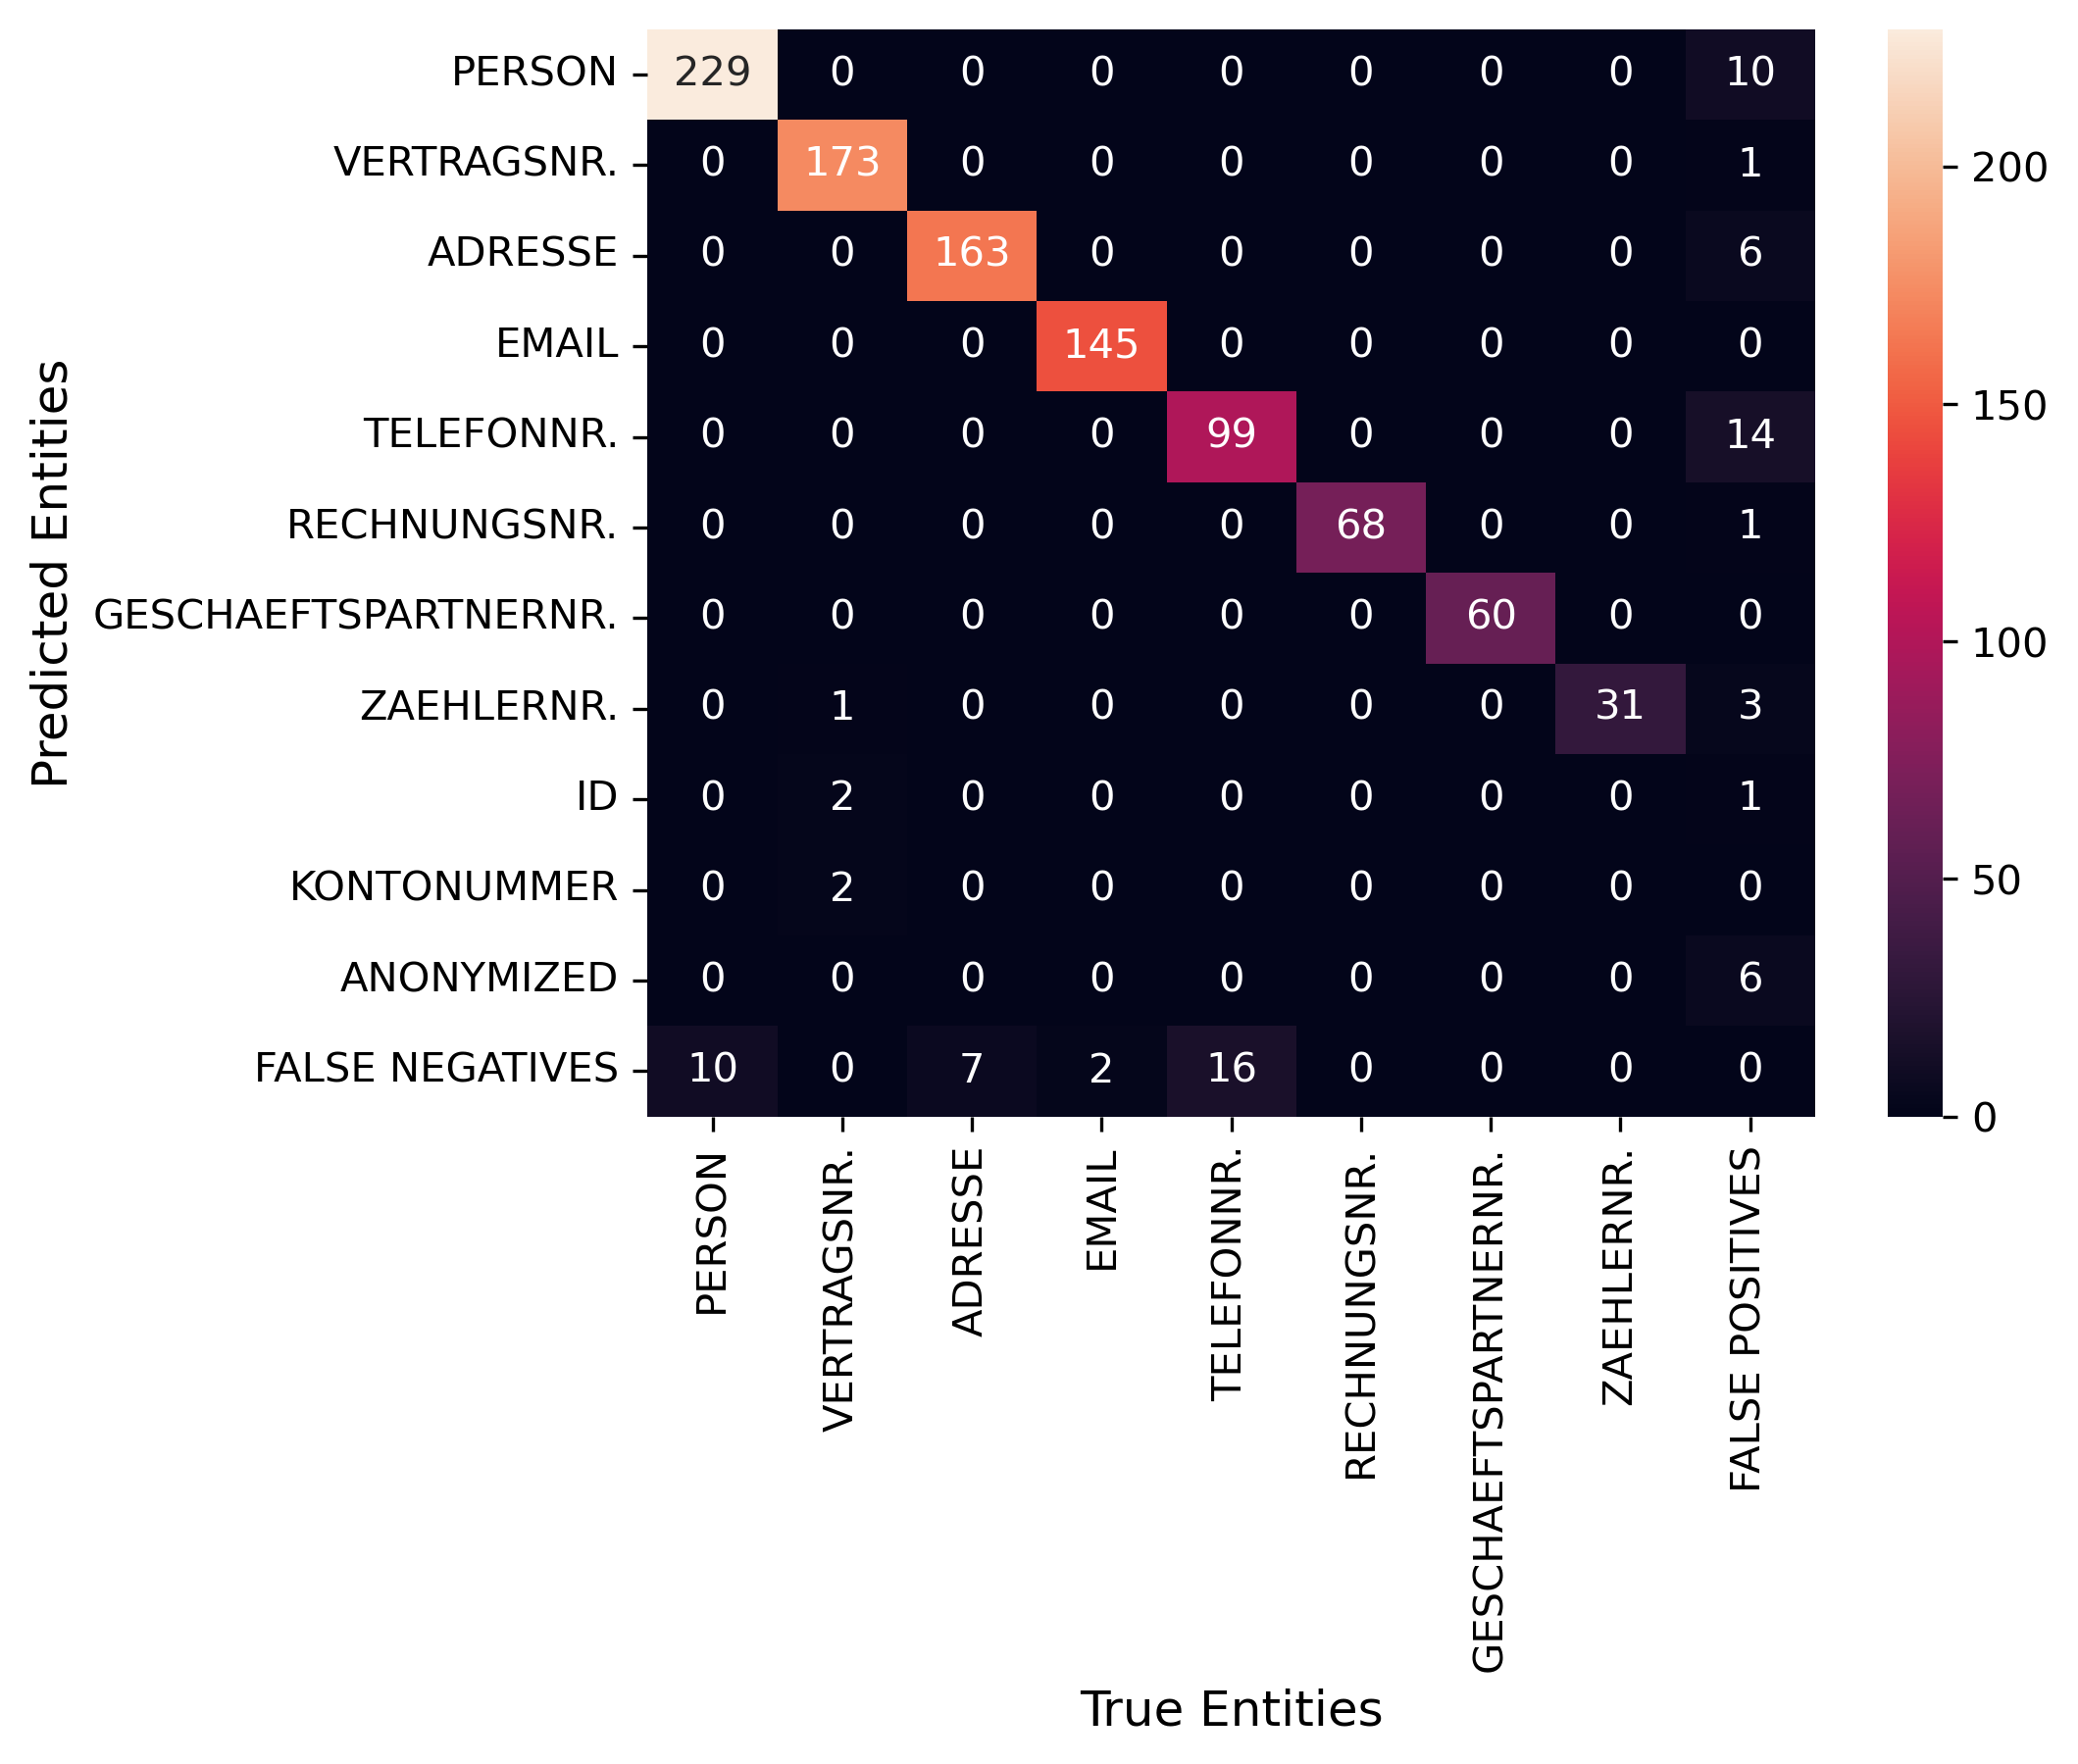 Predicted Entities
PERSON 229 0 0 0 0 0 0 0 10
VERTRAGSNR. 0 173 0 0 0 0 0 0 1
ADRESSE 0 0 163 0 0 0 0 0 6
EMAIL 0 0 0 145 0 0 0 0 0
TELEFONNR. 0 0 0 0 99 0 0 0 14
RECHNUNGSNR. 0 0 0 0 0 68 0 0 1
GESCHAEFTSPARTNERNR. 0 0 0 0 0 0 60 0 0
ZAEHLERNR. 0 1 0 0 0 0 0 31 3
ID 0 2 0 0 0 0 0 0 1
KONTONUMMER 0 2 0 0 0 0 0 0 0
ANONYMIZED 0 0 0 0 0 0 0 0 6
FALSE NEGATIVES 10 0 7 2 16 0 0 0 0
PERSON
VERTRAGSNR.
ADRESSE
EMAIL
TELEFONNR.
RECHNUNGSNR.
GESCHAEFTSPARTNERNR.
ZAEHLERNR.
FALSE POSITIVES
True Entities
200
150
100
50
0